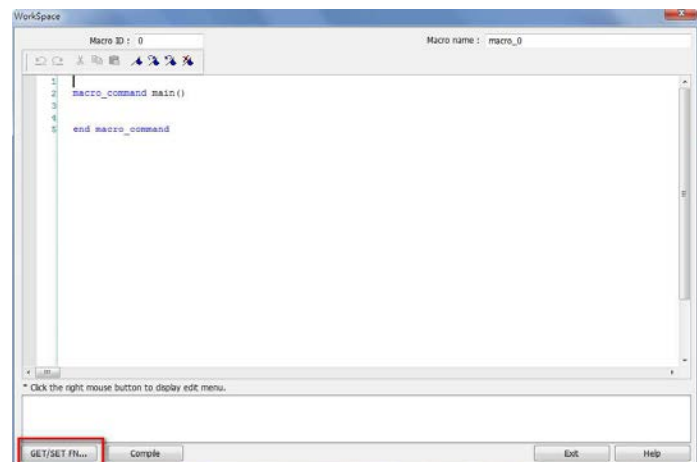 WorkSpace
Macro ID : 0 Macro name : macro_0
1
2 macro_command main()
3
4
5 end macro_command
* Click the right mouse button to display edit menu.
GET/SET FN... Compile Exit Help